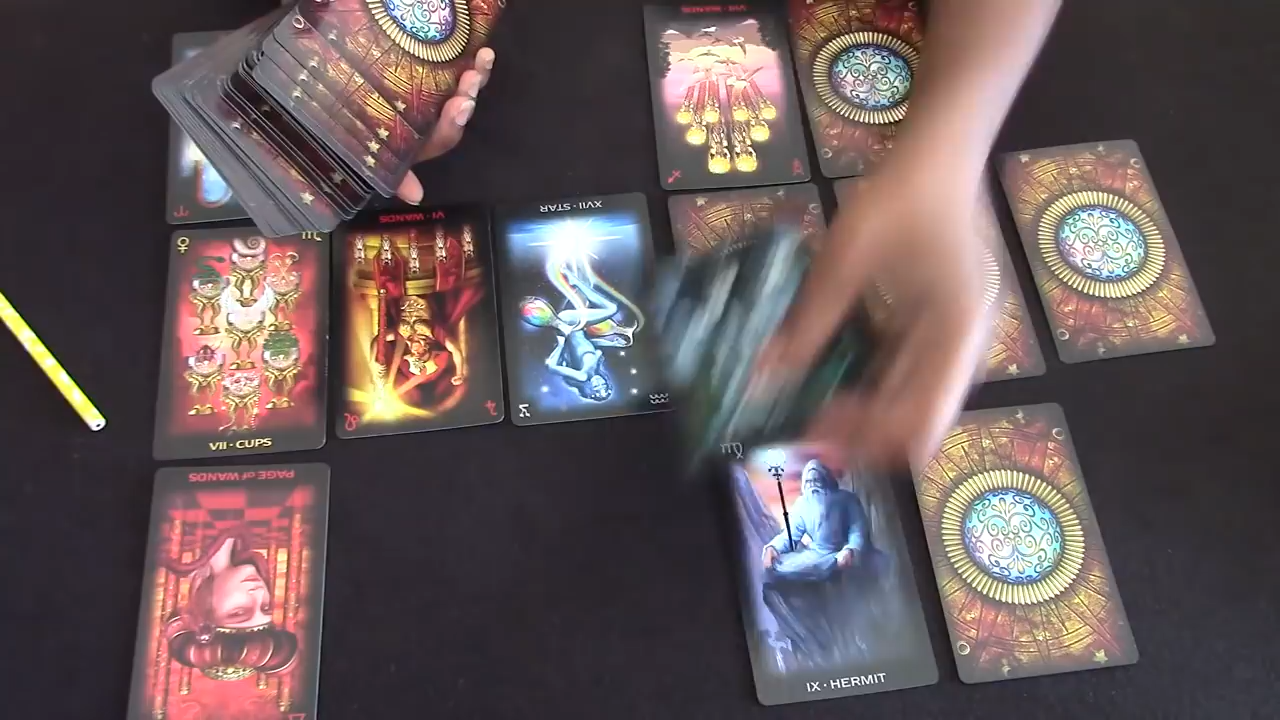 VIII · WANDS
VI · WANDS
XVII · STAR
VII · CUPS
PAGE of WANDS
IX · HERMIT